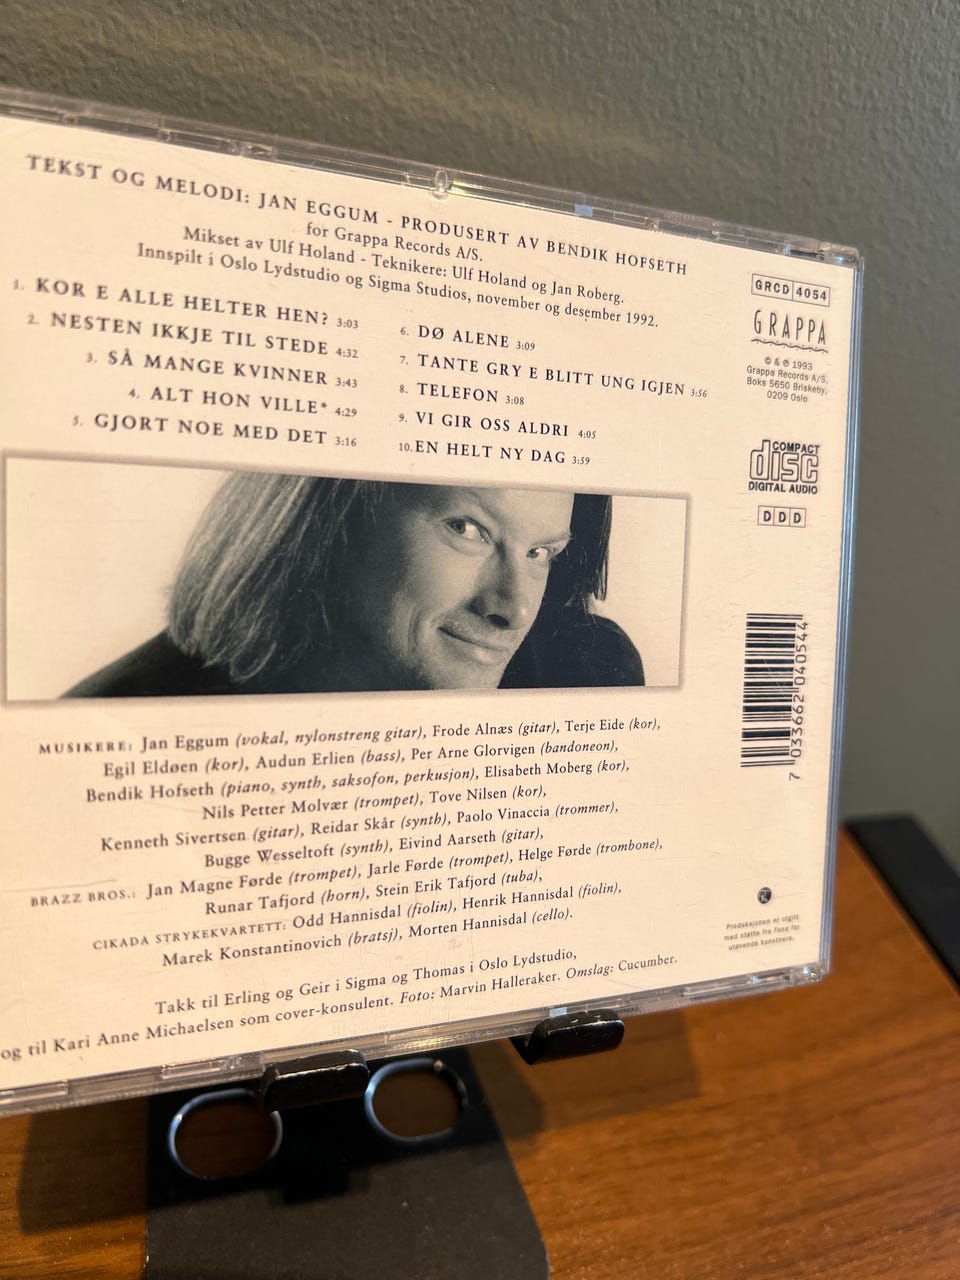 TEKST OG MELODI: JAN EGGUM - PRODUSERT AV BENDIK HOFSETH
for Grappa Records A/S.
Mikset av Ulf Holand - Teknikere: Ulf Holand og Jan Roberg.
Innspilt i Oslo Lydstudio og Sigma Studios, november og desember 1992.
1. KOR E ALLE HELTER HEN? 3:03
2. NESTEN IKKJE TIL STEDE 4:32
3. SÅ MANGE KVINNER 3:43
4. ALT HON VILLE* 4:29
5. GJORT NOE MED DET 3:16
6. DØ ALENE 3:09
7. TANTE GRY E BLITT UNG IGJEN 3:56
8. TELEFON 3:08
9. VI GIR OSS ALDRI 4:05
10. EN HELT NY DAG 3:59
GRCD 4054
GRAPPA
© & ℗ 1993
Grappa Records A/S,
Boks 5650 Briskeby,
0209 Oslo
COMPACT
disc
DIGITAL AUDIO
DDD
7 033662 040544
MUSIKERE: Jan Eggum (vokal, nylonstreng gitar), Frode Alnæs (gitar), Terje Eide (kor),
Egil Eldøen (kor), Audun Erlien (bass), Per Arne Glorvigen (bandoneon),
Bendik Hofseth (piano, synth, saksofon, perkusjon), Elisabeth Moberg (kor),
Nils Petter Molvær (trompet), Tove Nilsen (kor),
Kenneth Sivertsen (gitar), Reidar Skår (synth), Paolo Vinaccia (trommer),
Bugge Wesseltoft (synth), Eivind Aarseth (gitar),
BRAZZ BROS.: Jan Magne Førde (trompet), Jarle Førde (trompet), Helge Førde (trombone),
Runar Tafjord (horn), Stein Erik Tafjord (tuba),
CIKADA STRYKEKVARTETT: Odd Hannisdal (fiolin), Henrik Hannisdal (fiolin),
Marek Konstantinovich (bratsj), Morten Hannisdal (cello).
Takk til Erling og Geir i Sigma og Thomas i Oslo Lydstudio,
og til Kari Anne Michaelsen som cover-konsulent. Foto: Marvin Halleraker. Omslag: Cucumber.
Produksjonen er utgitt
med støtte fra Fond for
utøvende kunstnere.